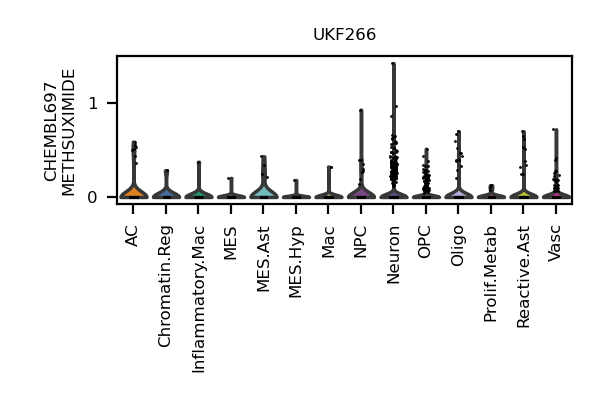 UKF266
CHEMBL697
METHSUXIMIDE
1
0
AC
Chromatin.Reg
Inflammatory.Mac
MES
MES.Ast
MES.Hyp
Mac
NPC
Neuron
OPC
Oligo
Prolif.Metab
Reactive.Ast
Vasc